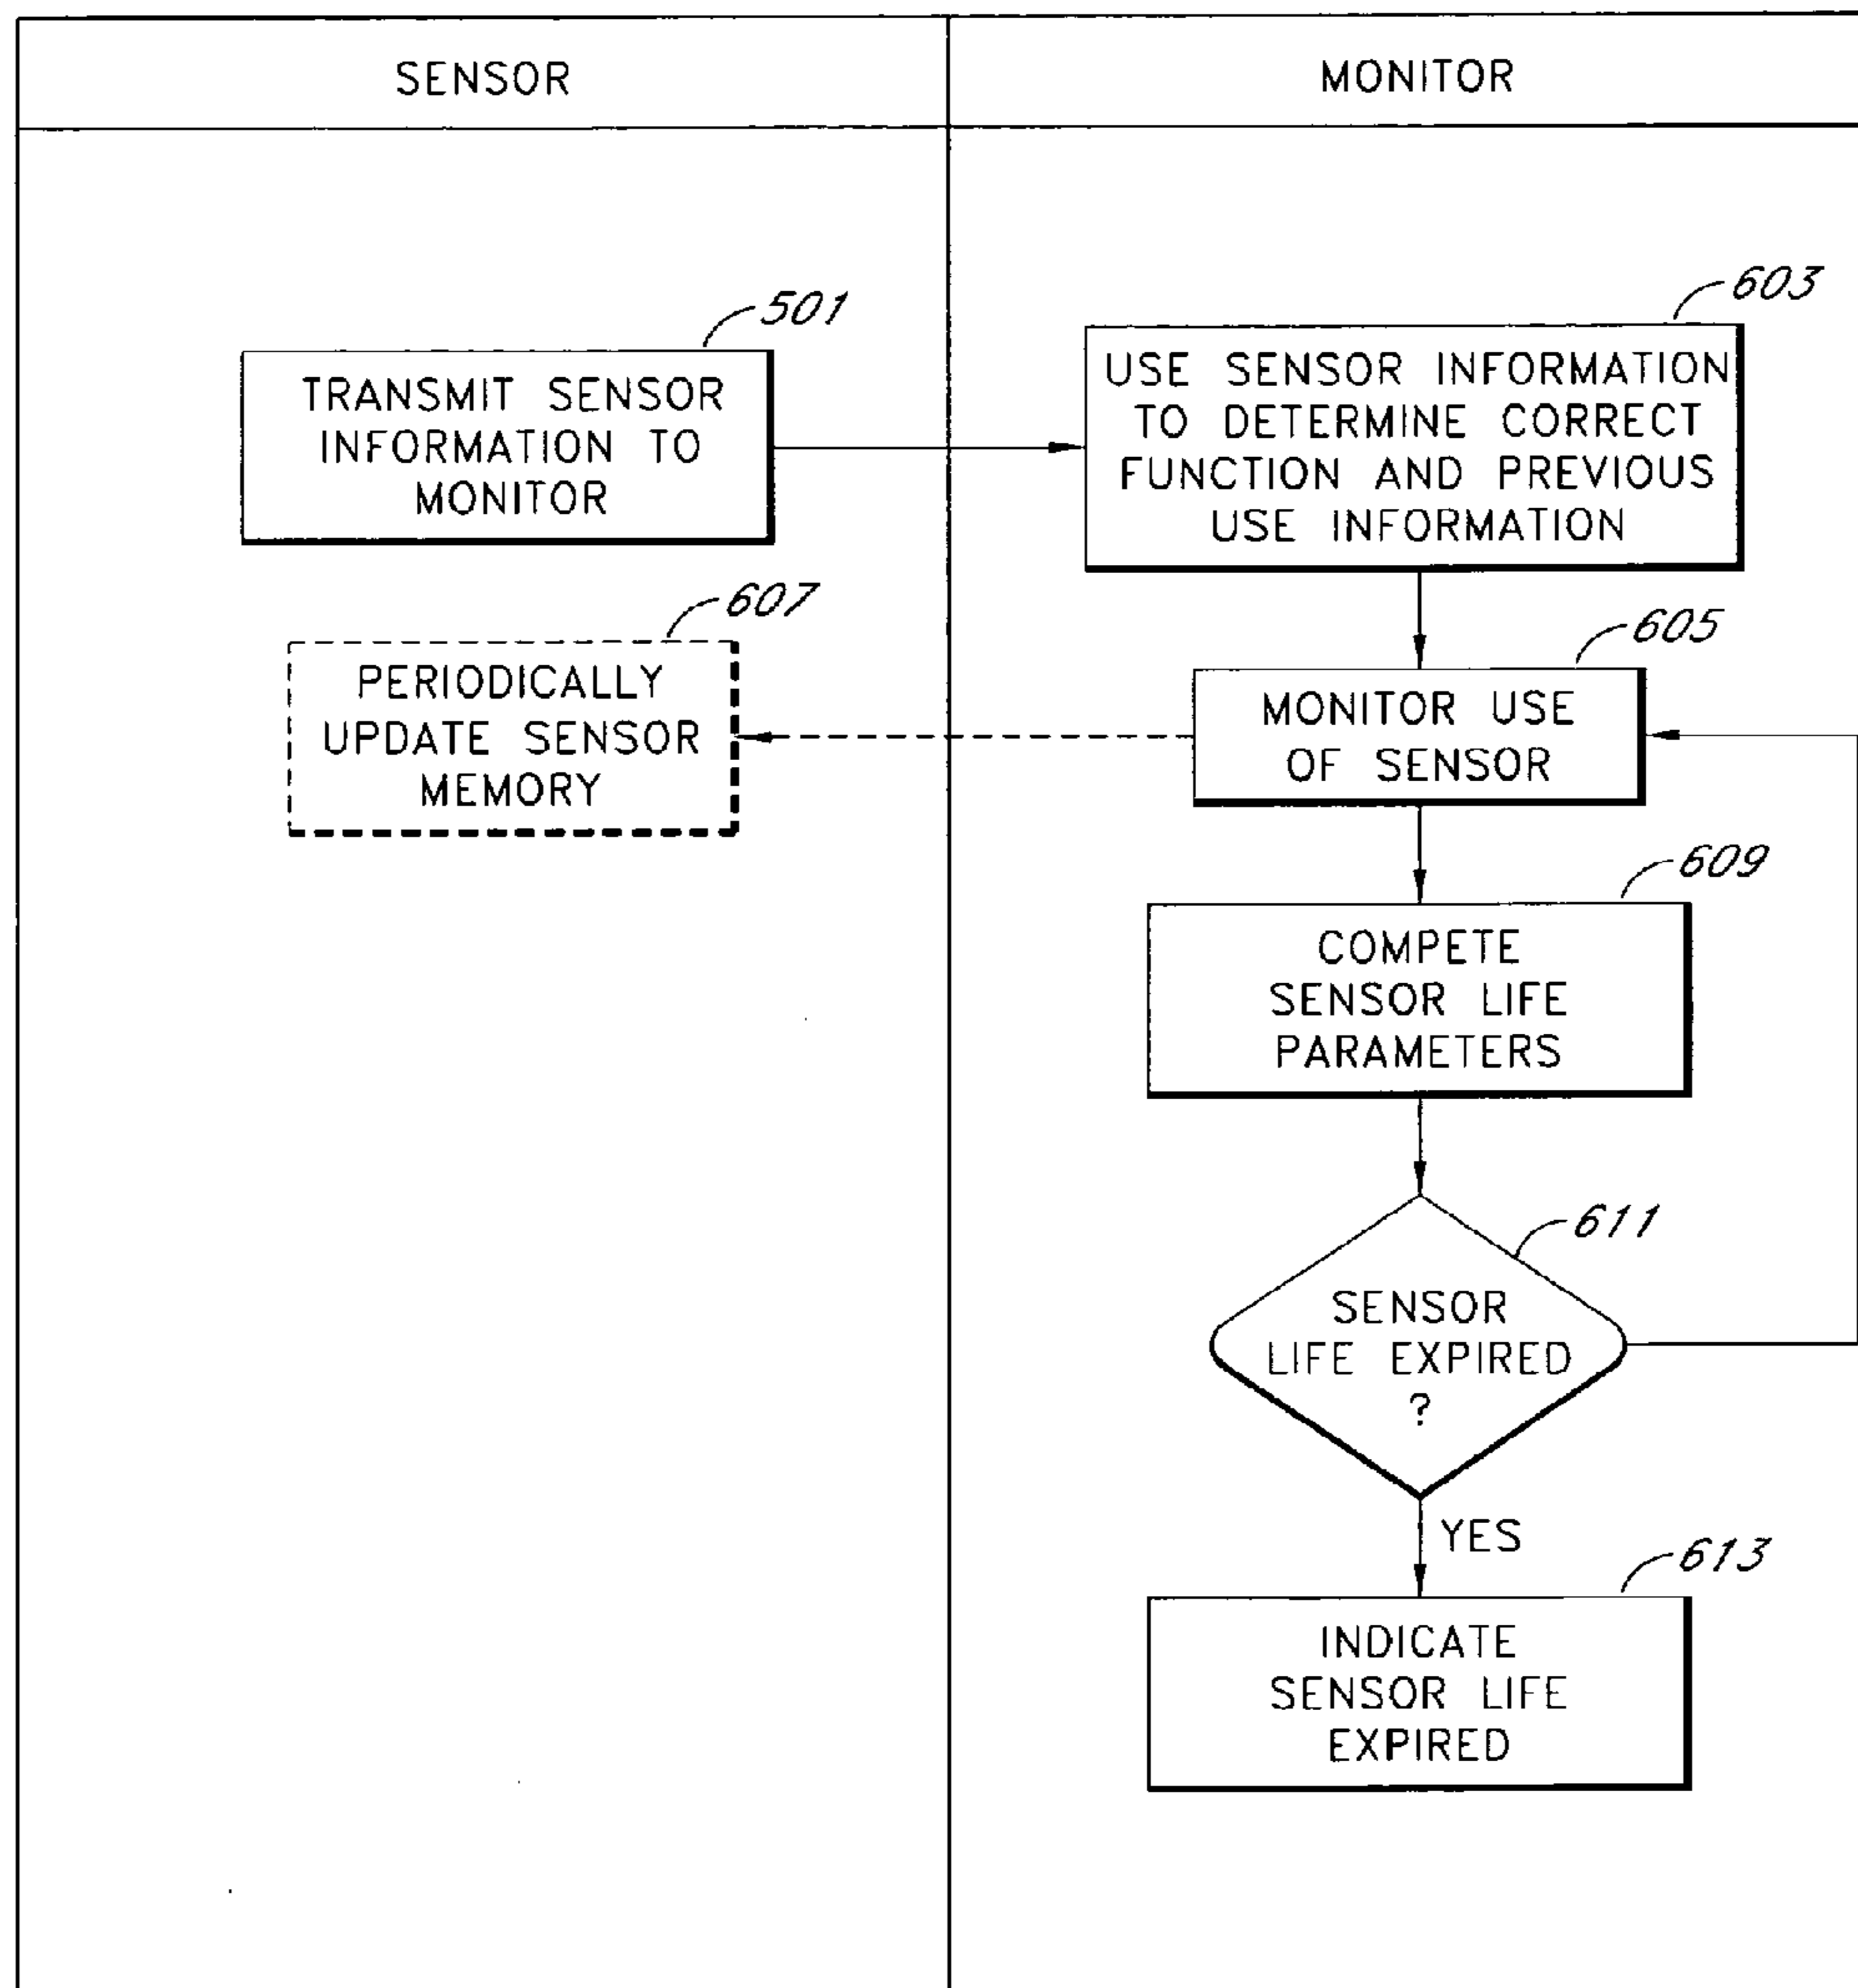 SENSOR
MONITOR
501
TRANSMIT SENSOR
INFORMATION TO
MONITOR
603
USE SENSOR INFORMATION
TO DETERMINE CORRECT
FUNCTION AND PREVIOUS
USE INFORMATION
607
PERIODICALLY
UPDATE SENSOR
MEMORY
605
MONITOR USE
OF SENSOR
609
COMPETE
SENSOR LIFE
PARAMETERS
611
SENSOR
LIFE EXPIRED
?
YES
613
INDICATE
SENSOR LIFE
EXPIRED